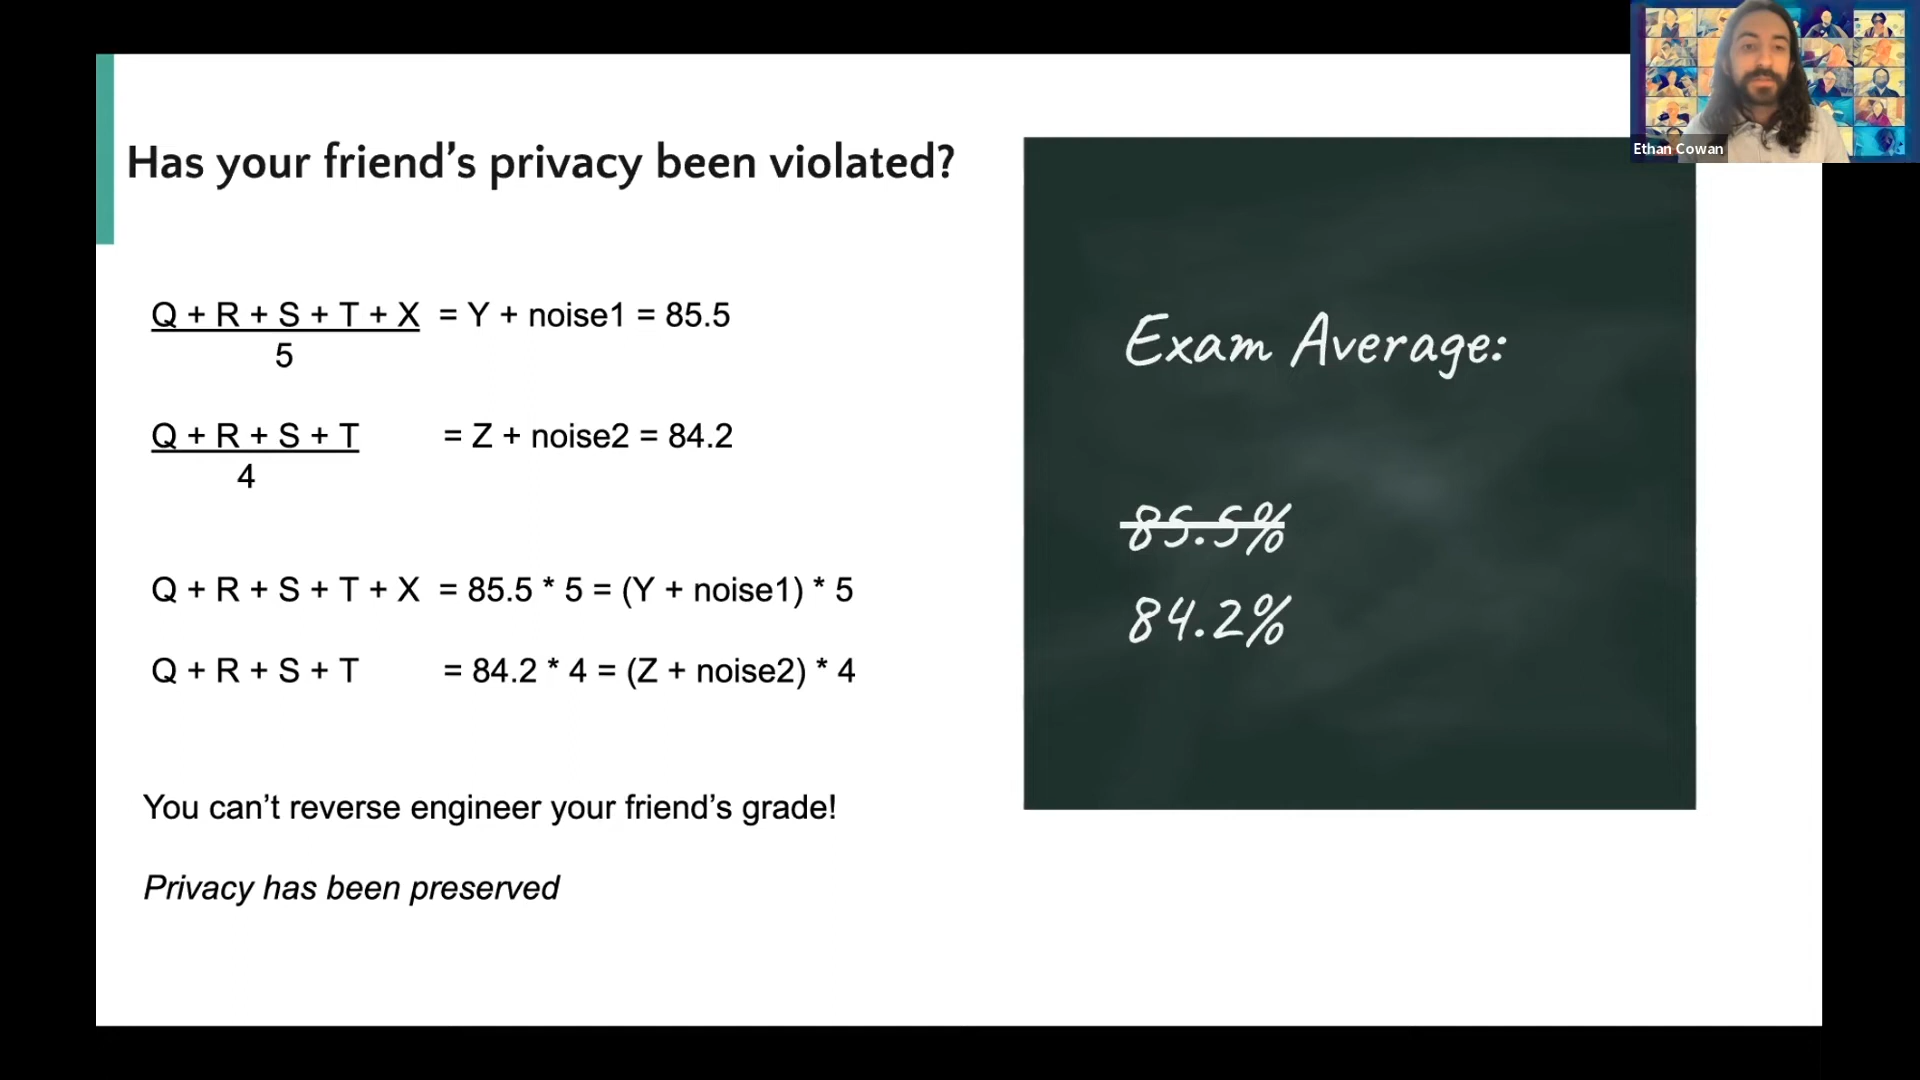 Ethan Cowan
Has your friend’s privacy been violated?
Q + R + S + T + X = Y + noise1 = 85.5
5
Q + R + S + T = Z + noise2 = 84.2
4
Q + R + S + T + X = 85.5 * 5 = (Y + noise1) * 5
Q + R + S + T = 84.2 * 4 = (Z + noise2) * 4
You can’t reverse engineer your friend’s grade!
Privacy has been preserved
Exam Average:
85.5%
84.2%